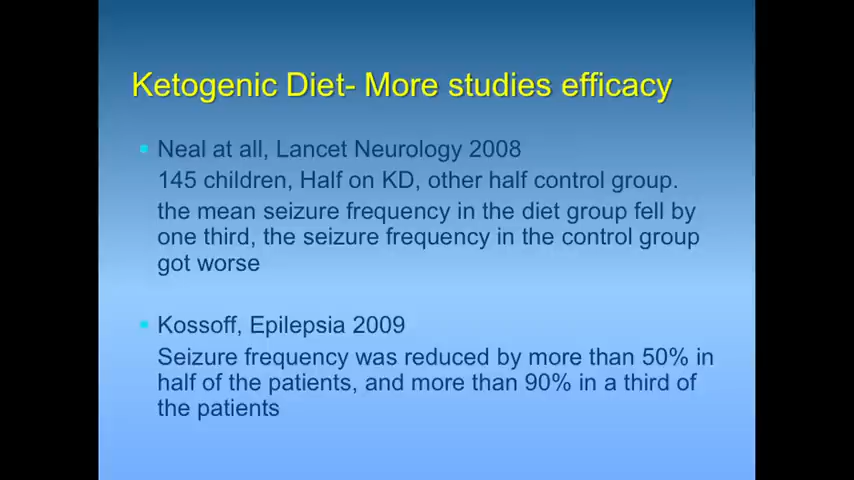 Ketogenic Diet- More studies efficacy
Neal at all, Lancet Neurology 2008
145 children, Half on KD, other half control group.
the mean seizure frequency in the diet group fell by
one third, the seizure frequency in the control group
got worse
Kossoff, Epilepsia 2009
Seizure frequency was reduced by more than 50% in
half of the patients, and more than 90% in a third of
the patients